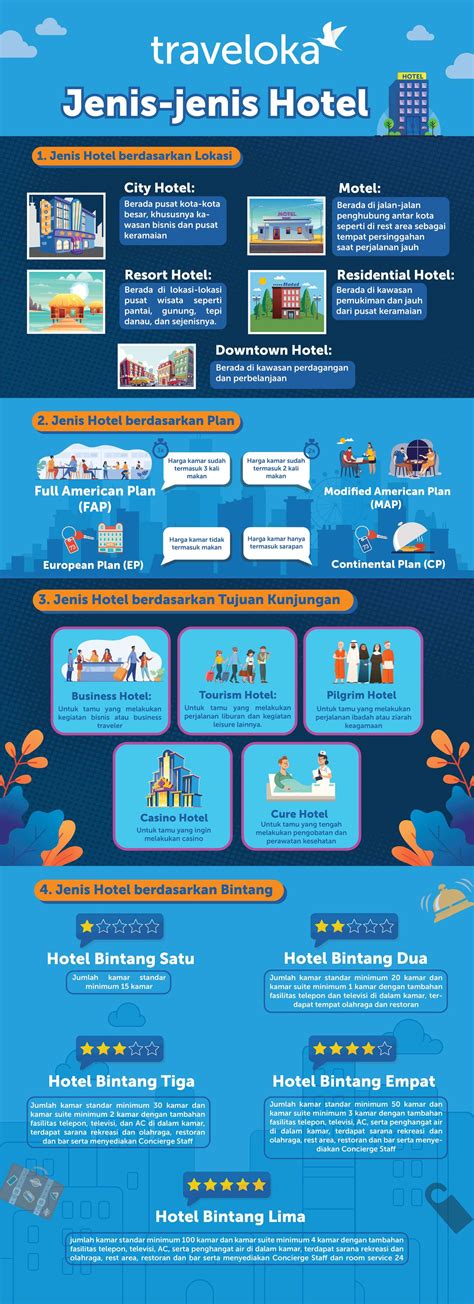 traveloka
HOTEL
Jenis-jenis Hotel
1. Jenis Hotel berdasarkan Lokasi
City Hotel:
Berada pusat kota-kota
besar, khususnya ka-
wasan bisnis dan pusat
keramaian
Motel:
Berada di jalan-jalan
penghubung antar kota
seperti di rest area sebagai
tempat persinggahan
saat perjalanan jauh
Resort Hotel:
Berada di lokasi-lokasi
pusat wisata seperti
pantai, gunung, tepi
danau, dan sejenisnya.
Residential Hotel:
Berada di kawasan
pemukiman dan jauh
dari pusat keramaian
Downtown Hotel:
Berada di kawasan perdagangan
dan perbelanjaan
2. Jenis Hotel berdasarkan Plan
Full American Plan
(FAP)
Harga kamar sudah
termasuk 3 kali
makan
Harga kamar sudah
termasuk 2 kali
makan
Modified American Plan
(MAP)
European Plan (EP)
Harga kamar tidak
termasuk makan
Harga kamar hanya
termasuk sarapan
Continental Plan (CP)
3. Jenis Hotel berdasarkan Tujuan Kunjungan
Business Hotel:
Untuk tamu yang melakukan
kegiatan bisnis atau business
traveler
Tourism Hotel:
Untuk tamu yang melakukan
perjalanan liburan dan kegiatan
leisure lainnya.
Pilgrim Hotel
Untuk tamu yang melakukan
perjalanan ibadah atau ziarah
keagamaan
Casino Hotel
Untuk tamu yang ingin
melakukan casino
Cure Hotel
Untuk tamu yang tengah
melakukan pengobatan dan
perawatan kesehatan
4. Jenis Hotel berdasarkan Bintang
Hotel Bintang Satu
Jumlah kamar standar
minimum 15 kamar
Hotel Bintang Dua
Jumlah kamar standar minimum 20 kamar dan
kamar suite minimum 1 kamar dengan tambahan
fasilitas telepon dan televisi di dalam kamar, ter-
dapat tempat olahraga dan restoran
Hotel Bintang Tiga
Jumlah kamar standar minimum 30 kamar dan
kamar suite minimum 2 kamar dengan tambahan
fasilitas telepon, televisi, dan AC di dalam kamar,
terdapat sarana rekreasi dan olahraga, restoran
dan bar serta menyediakan Concierge Staff
Hotel Bintang Empat
Jumlah kamar standar minimum 50 kamar dan
kamar suite minimum 3 kamar dengan tambahan
fasilitas telepon, televisi, AC, serta penghangat air
di dalam kamar, terdapat sarana rekreasi dan
olahraga, rest area, restoran dan bar serta menye-
diakan Concierge Staff
Hotel Bintang Lima
jumlah kamar standar minimum 100 kamar dan kamar suite minimum 4 kamar dengan tambahan
fasilitas telepon, televisi, AC, serta penghangat air di dalam kamar, terdapat sarana rekreasi dan
olahraga, rest area, restoran dan bar serta menyediakan Concierge Staff dan room service 24